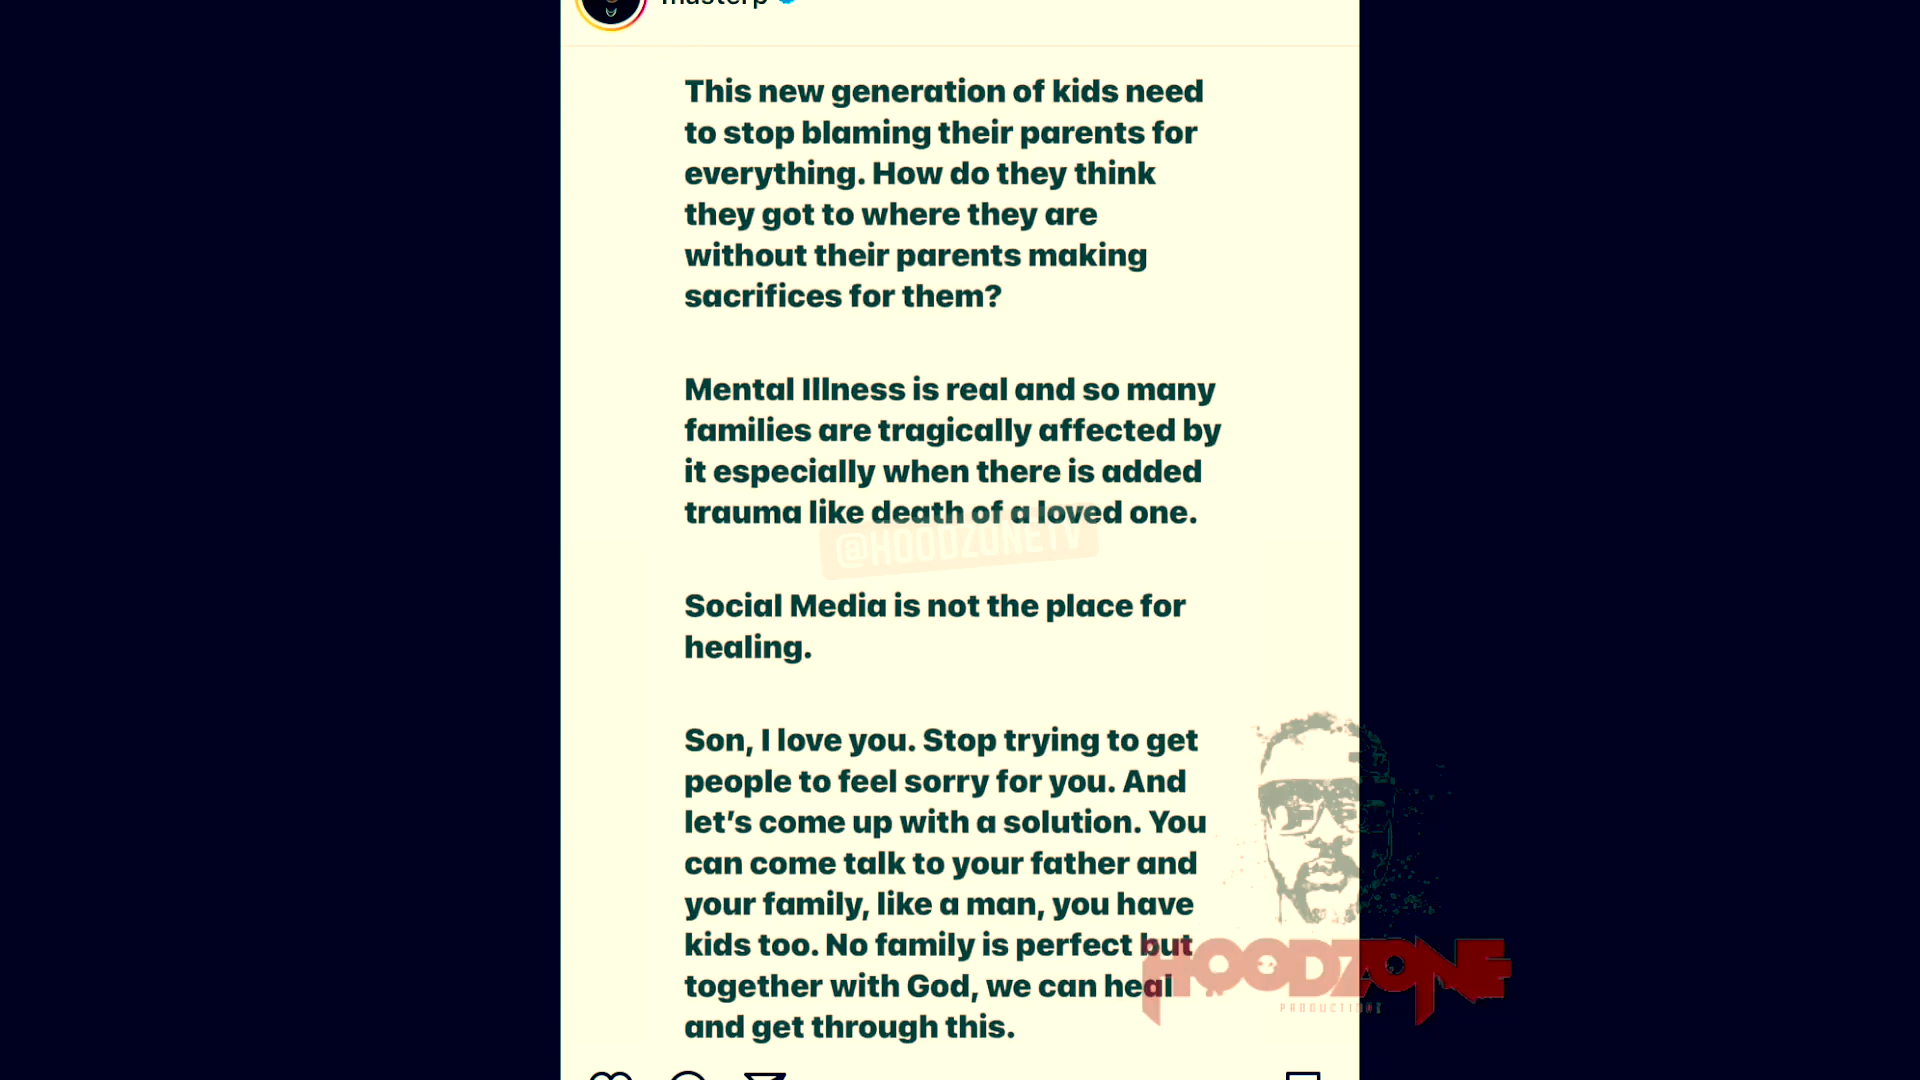 masterp
This new generation of kids need
to stop blaming their parents for
everything. How do they think
they got to where they are
without their parents making
sacrifices for them?
Mental Illness is real and so many
families are tragically affected by
it especially when there is added
trauma like death of a loved one.
@HOODZONETV
Social Media is not the place for
healing.
Son, I love you. Stop trying to get
people to feel sorry for you. And
let's come up with a solution. You
can come talk to your father and
your family, like a man, you have
kids too. No family is perfect but
together with God, we can heal
and get through this.
HOODZONE
PRODUCTIONS